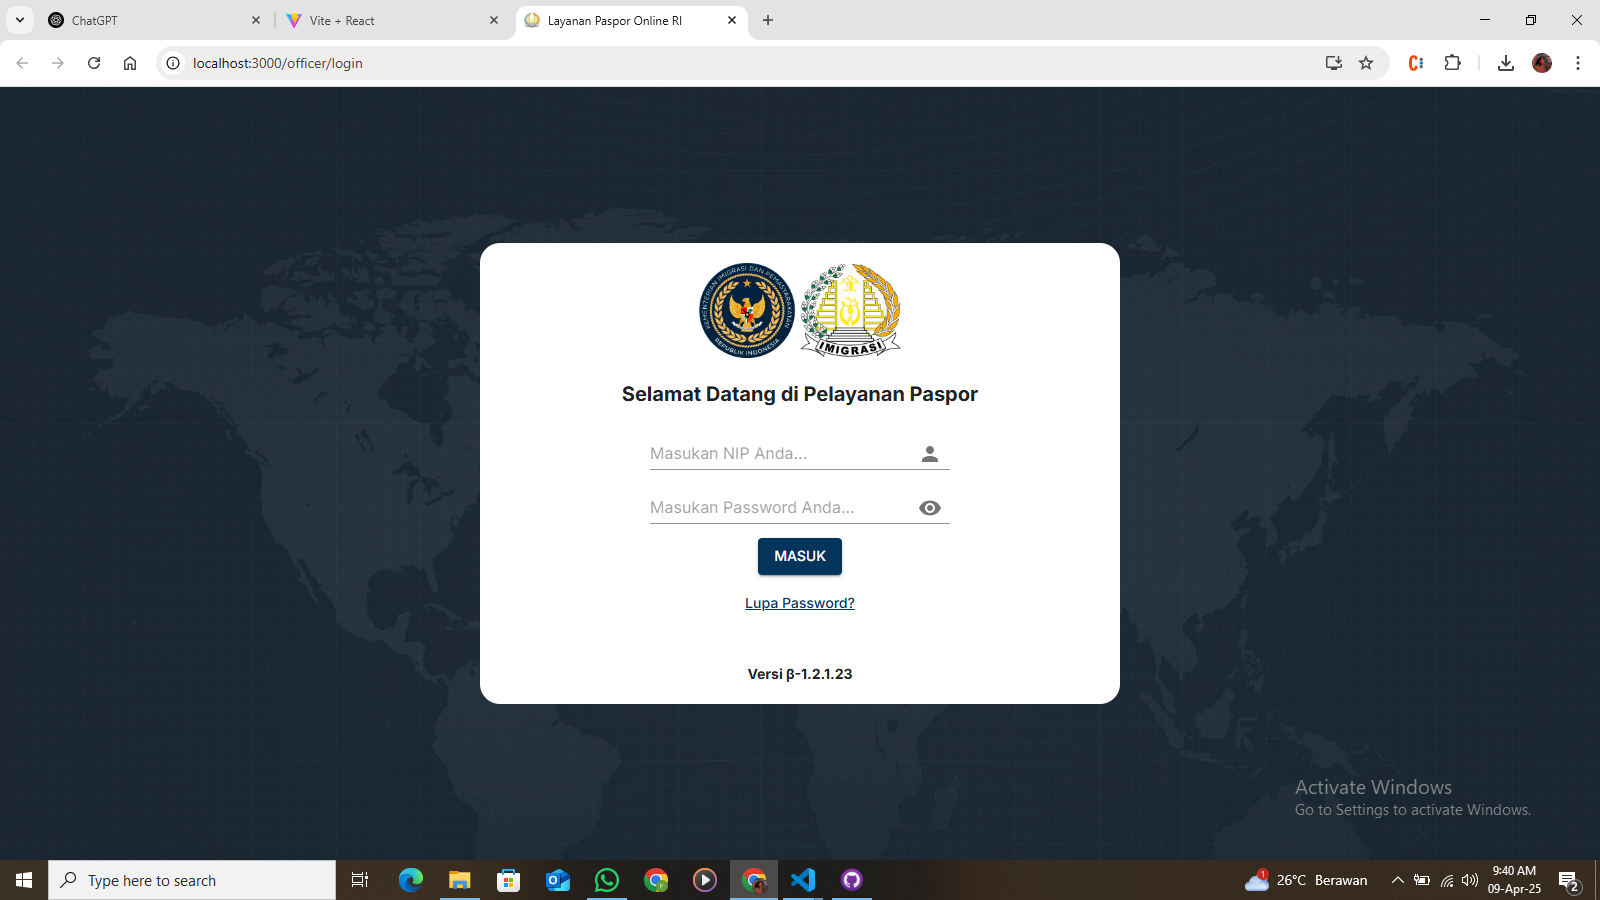 ChatGPT
Vite + React
Layanan Paspor Online RI
localhost:3000/officer/login
KEMENTERIAN IMIGRASI DAN PEMASYARAKATAN
REPUBLIK INDONESIA
IMIGRASI
Selamat Datang di Pelayanan Paspor
Masukan NIP Anda...
Masukan Password Anda...
MASUK
Lupa Password?
Versi β-1.2.1.23
Activate Windows
Go to Settings to activate Windows.
Type here to search
1
26°C Berawan
9:40 AM
09-Apr-25
2